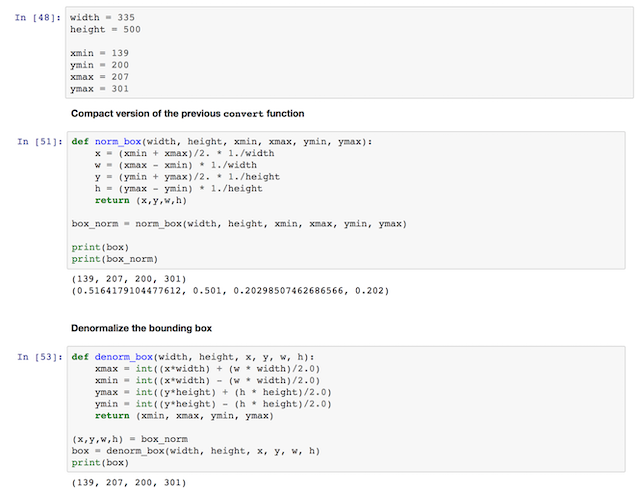 In [48]: width = 335
height = 500
xmin = 139
ymin = 200
xmax = 207
ymax = 301
Compact version of the previous convert function
In [51]: def norm_box(width, height, xmin, xmax, ymin, ymax):
x = (xmin + xmax)/2. * 1./width
w = (xmax - xmin) * 1./width
y = (ymin + ymax)/2. * 1./height
h = (ymax - ymin) * 1./height
return (x,y,w,h)
box_norm = norm_box(width, height, xmin, xmax, ymin, ymax)
print(box)
print(box_norm)
(139, 207, 200, 301)
(0.5164179104477612, 0.501, 0.20298507462686566, 0.202)
Denormalize the bounding box
In [53]: def denorm_box(width, height, x, y, w, h):
xmax = int((x*width) + (w * width)/2.0)
xmin = int((x*width) - (w * width)/2.0)
ymax = int((y*height) + (h * height)/2.0)
ymin = int((y*height) - (h * height)/2.0)
return (xmin, xmax, ymin, ymax)
(x,y,w,h) = box_norm
box = denorm_box(width, height, x, y, w, h)
print(box)
(139, 207, 200, 301)